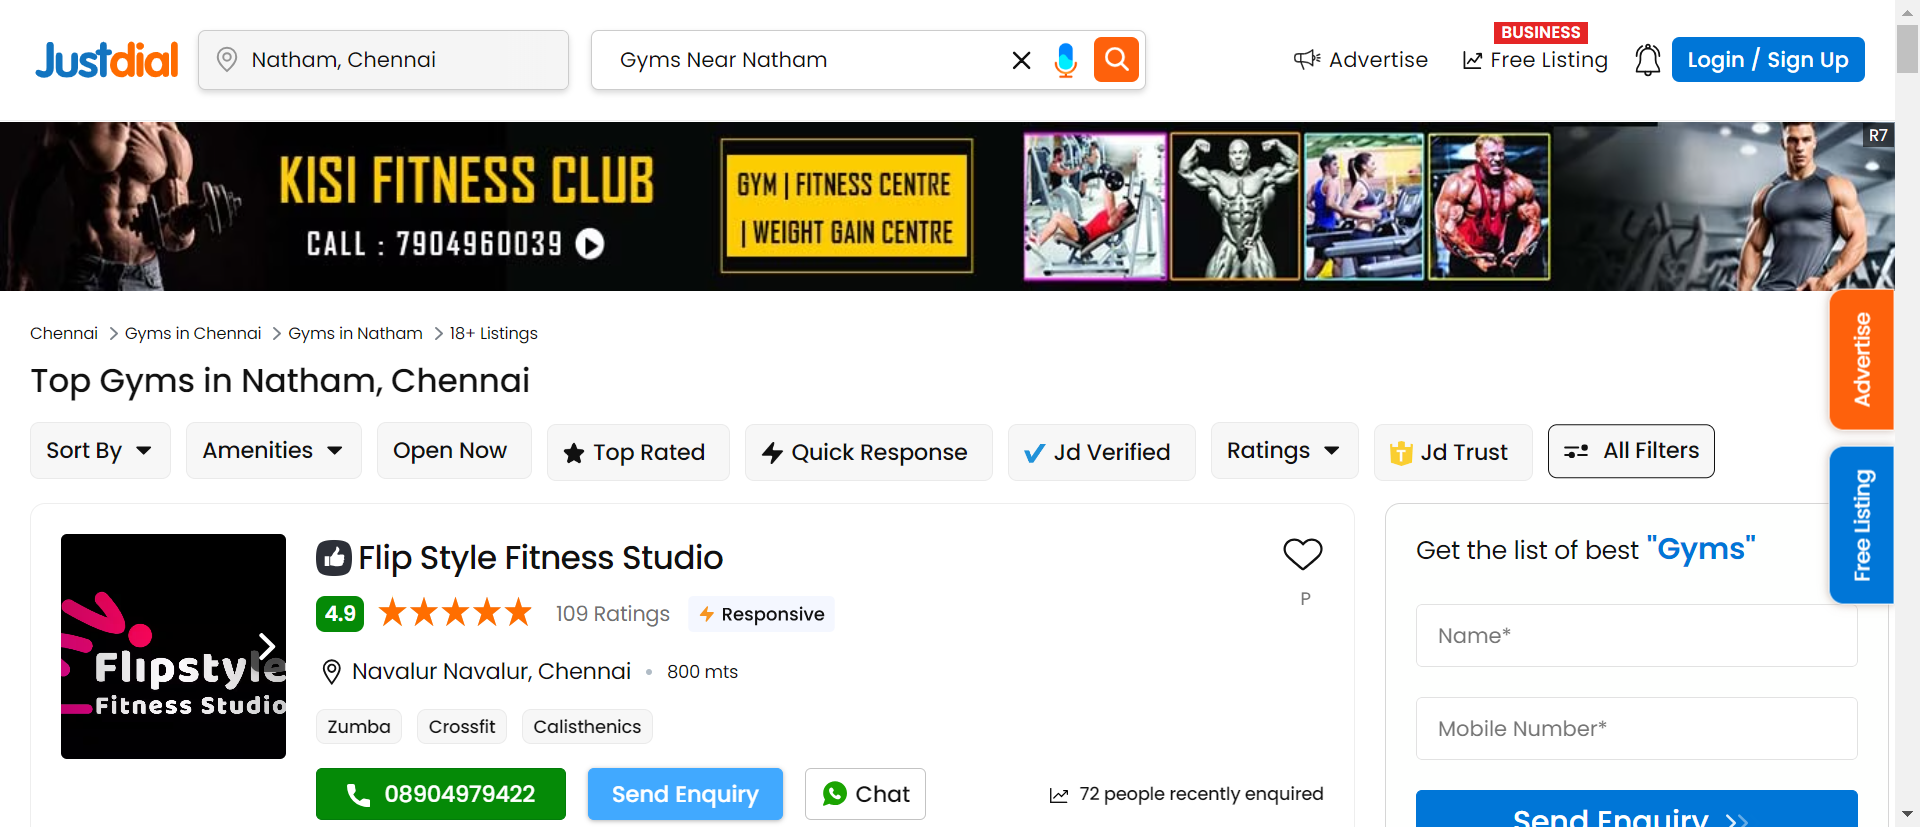 Justdial
Natham, Chennai
Gyms Near Natham
Advertise
BUSINESS
Free Listing
Login / Sign Up
KISI FITNESS CLUB
CALL : 7904960039
GYM | FITNESS CENTRE
| WEIGHT GAIN CENTRE
R7
Chennai > Gyms in Chennai > Gyms in Natham > 18+ Listings
Top Gyms in Natham, Chennai
Sort By
Amenities
Open Now
Top Rated
Quick Response
Jd Verified
Ratings
Jd Trust
All Filters
Advertise
Free Listing
Flipstyle
Fitness Studio
Flip Style Fitness Studio
P
4.9
109 Ratings
Responsive
Navalur Navalur, Chennai • 800 mts
Zumba
Crossfit
Calisthenics
08904979422
Send Enquiry
Chat
72 people recently enquired
Get the list of best "Gyms"
Name*
Mobile Number*
Send Enquiry